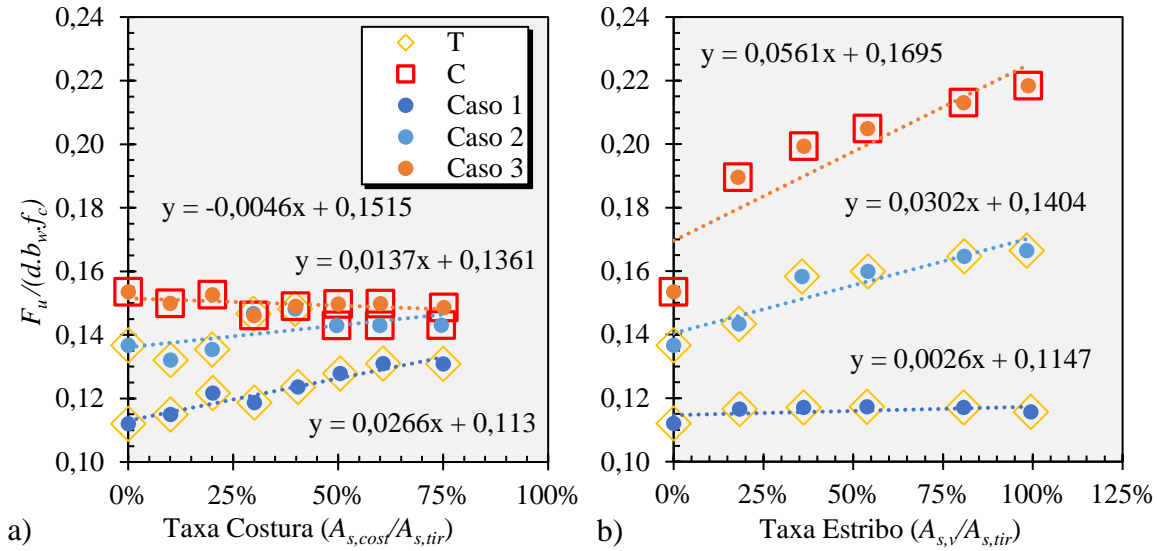 0,24
0,22
0,20
0,18
0,16
0,14
0,12
0,10
F_u/(d.b_w.f_c)
T
C
Caso 1
Caso 2
Caso 3
y = -0,0046x + 0,1515
y = 0,0137x + 0,1361
y = 0,0266x + 0,113
0% 25% 50% 75% 100%
a) Taxa Costura (A_s,cost/A_s,tir)
0,24
0,22
0,20
0,18
0,16
0,14
0,12
0,10
y = 0,0561x + 0,1695
y = 0,0302x + 0,1404
y = 0,0026x + 0,1147
0% 25% 50% 75% 100% 125%
b) Taxa Estribo (A_s,v/A_s,tir)